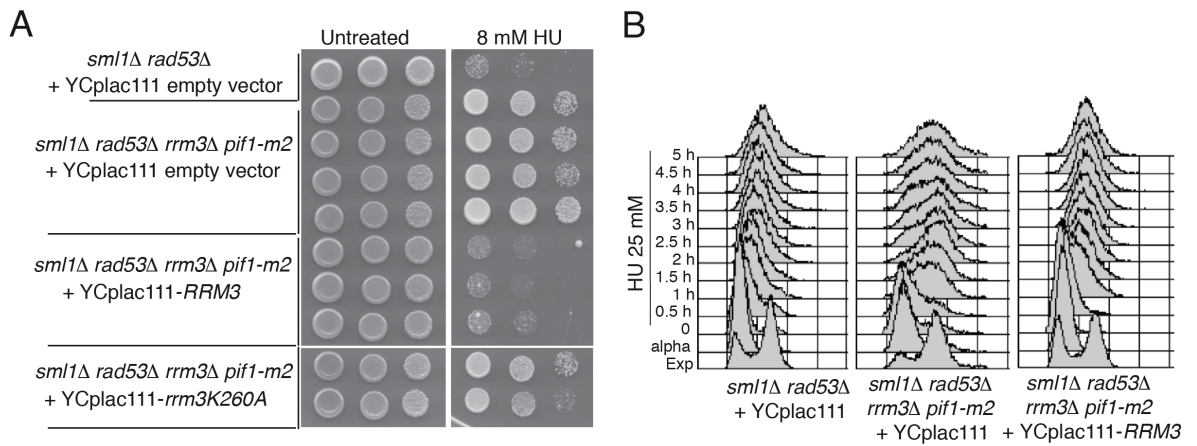 A
Untreated
8 mM HU
sml1Δ rad53Δ
+ YCplac111 empty vector
sml1Δ rad53Δ rrm3Δ pif1-m2
+ YCplac111 empty vector
sml1Δ rad53Δ rrm3Δ pif1-m2
+ YCplac111-RRM3
sml1Δ rad53Δ rrm3Δ pif1-m2
+ YCplac111-rrm3K260A
B
HU 25 mM
5 h
4.5 h
4 h
3.5 h
3 h
2.5 h
2 h
1.5 h
1 h
0.5 h
0
alpha
Exp
sml1Δ rad53Δ
+ YCplac111
sml1Δ rad53Δ
rrm3Δ pif1-m2
+ YCplac111
sml1Δ rad53Δ
rrm3Δ pif1-m2
+ YCplac111-RRM3